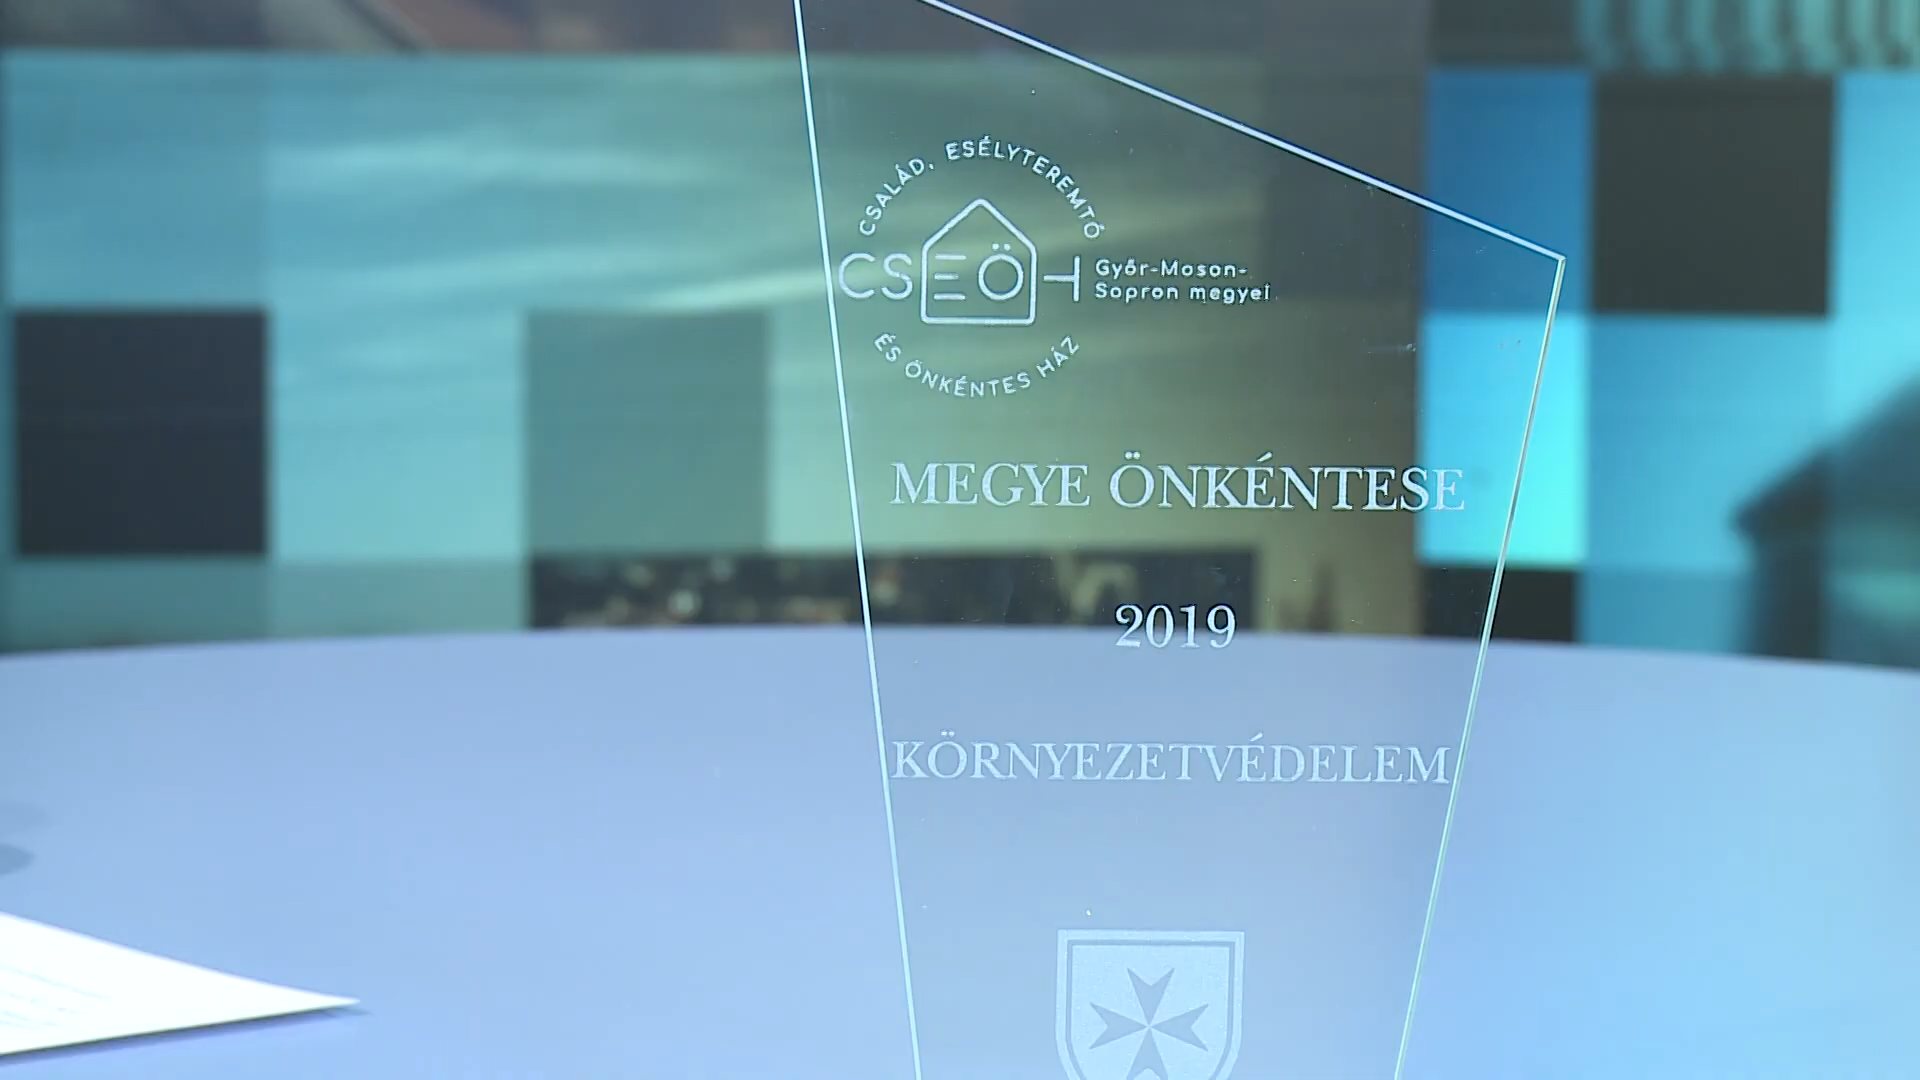 CSALÁD, ESÉLYTEREMTŐ
CSEÖH
Győr-Moson-
Sopron megyei
ÉS ÖNKÉNTES HÁZ
MEGYE ÖNKÉNTESE
2019
KÖRNYEZETVÉDELEM